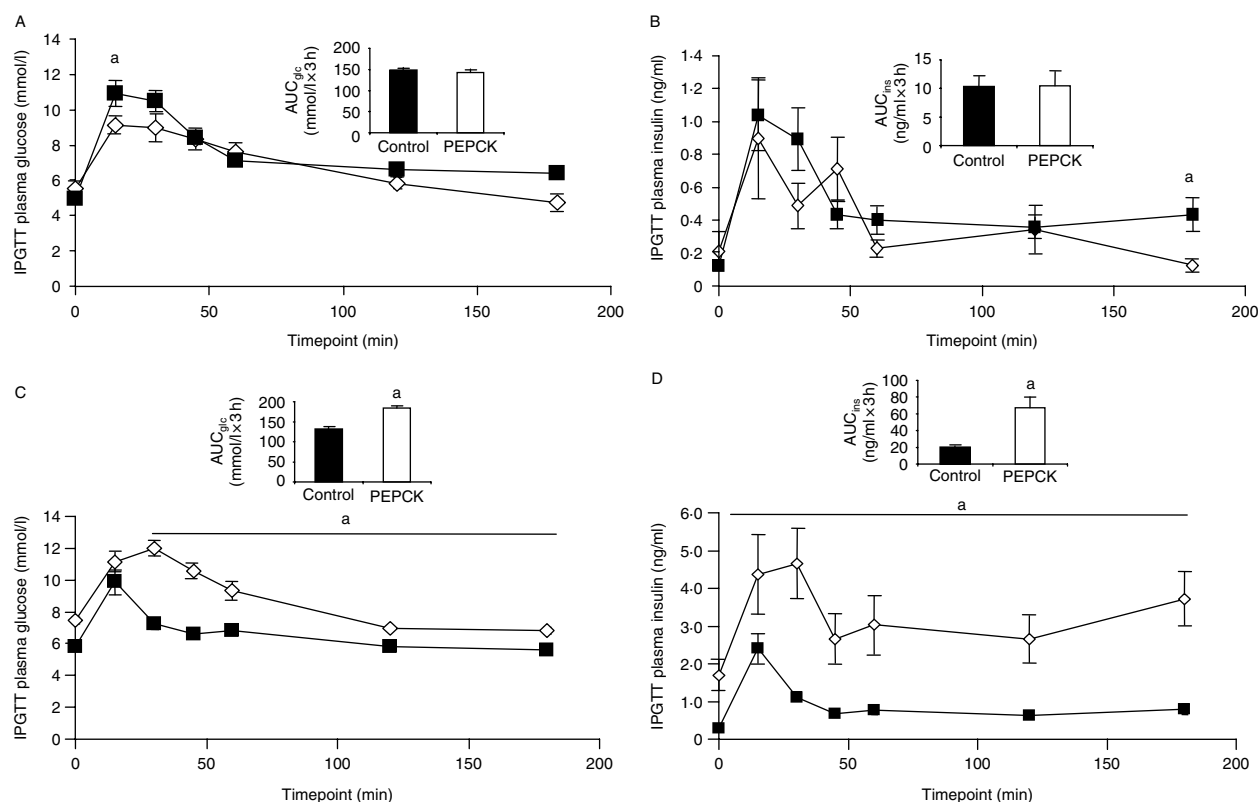 A
IPGTT plasma glucose (mmol/l)
14
12
10
8
6
4
2
0
a
0
50
100
150
200
Timepoint (min)
AUCglc
(mmol/l×3 h)
200
150
100
50
0
Control
PEPCK
B
IPGTT plasma insulin (ng/ml)
1·4
1·2
1·0
0·8
0·6
0·4
0·2
0
a
0
50
100
150
200
Timepoint (min)
AUCins
(ng/ml×3 h)
15
10
5
0
Control
PEPCK
C
AUCglc
(mmol/l×3 h)
200
150
100
50
0
a
Control
PEPCK
IPGTT plasma glucose (mmol/l)
14
12
10
8
6
4
2
0
a
0
50
100
150
200
Timepoint (min)
D
AUCins
(ng/ml×3 h)
100
80
60
40
20
0
a
Control
PEPCK
IPGTT plasma insulin (ng/ml)
6·0
5·0
4·0
3·0
2·0
1·0
0
a
0
50
100
150
200
Timepoint (min)